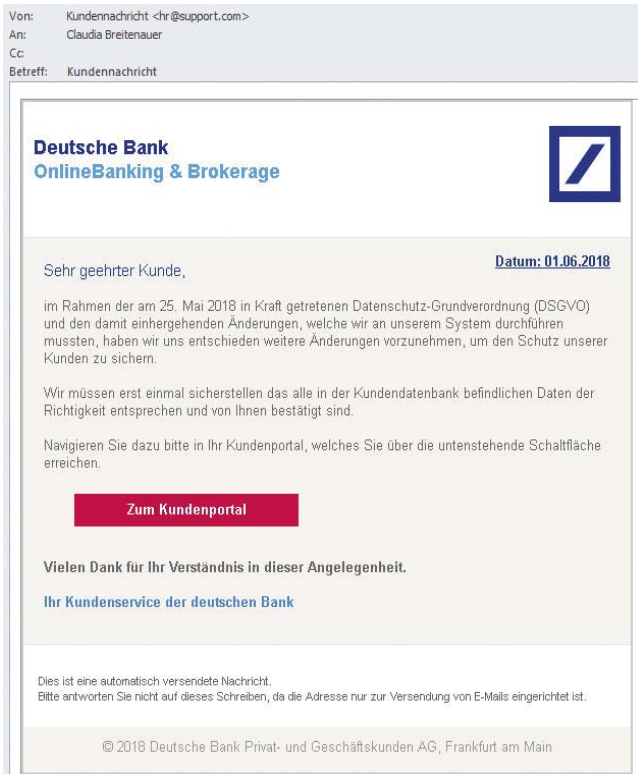 Von: Kundennachricht <hr@support.com>
An: Claudia Breitenauer
Cc:
Betreff: Kundennachricht
Deutsche Bank
OnlineBanking & Brokerage
Datum: 01.06.2018
Sehr geehrter Kunde,
im Rahmen der am 25. Mai 2018 in Kraft getretenen Datenschutz-Grundverordnung (DSGVO)
und den damit einhergehenden Änderungen, welche wir an unserem System durchführen
mussten, haben wir uns entschieden weitere Änderungen vorzunehmen, um den Schutz unserer
Kunden zu sichern.
Wir müssen erst einmal sicherstellen das alle in der Kundendatenbank befindlichen Daten der
Richtigkeit entsprechen und von Ihnen bestätigt sind.
Navigieren Sie dazu bitte in Ihr Kundenportal, welches Sie über die untenstehende Schaltfläche
erreichen.
Zum Kundenportal
Vielen Dank für Ihr Verständnis in dieser Angelegenheit.
Ihr Kundenservice der deutschen Bank
Dies ist eine automatisch versendete Nachricht.
Bitte antworten Sie nicht auf dieses Schreiben, da die Adresse nur zur Versendung von E-Mails eingerichtet ist.
© 2018 Deutsche Bank Privat- und Geschäftskunden AG, Frankfurt am Main